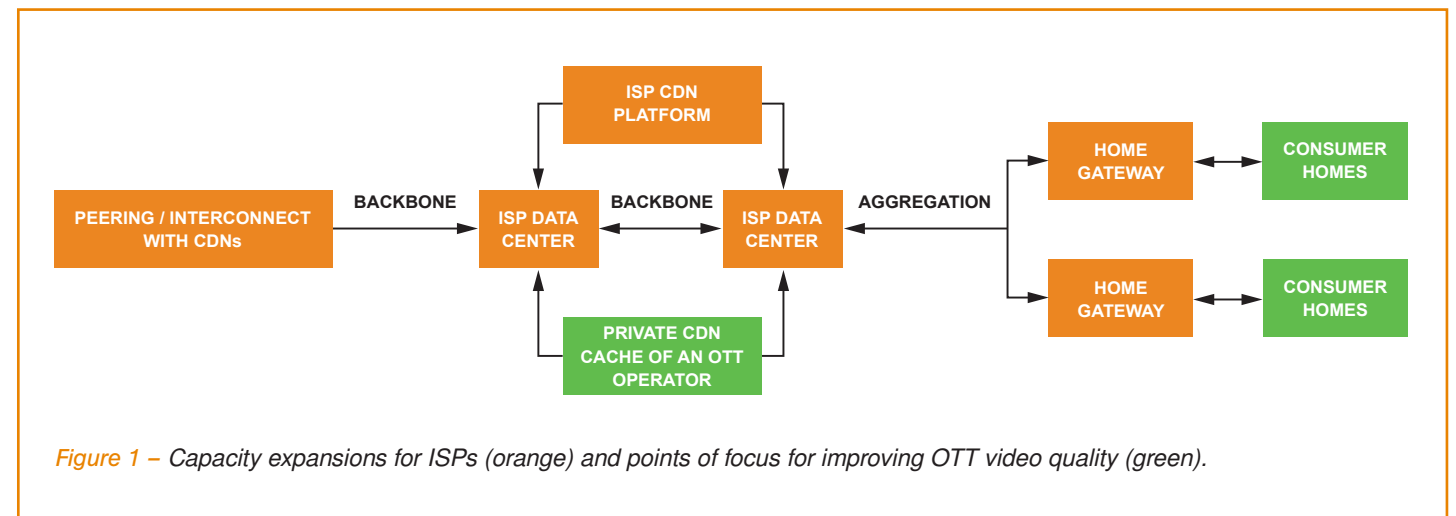 ISP CDN
PLATFORM
HOME
GATEWAY
CONSUMER
HOMES
PEERING / INTERCONNECT
WITH CDNs
BACKBONE
ISP DATA
CENTER
BACKBONE
ISP DATA
CENTER
AGGREGATION
HOME
GATEWAY
CONSUMER
HOMES
PRIVATE CDN
CACHE OF AN OTT
OPERATOR
Figure 1 – Capacity expansions for ISPs (orange) and points of focus for improving OTT video quality (green).